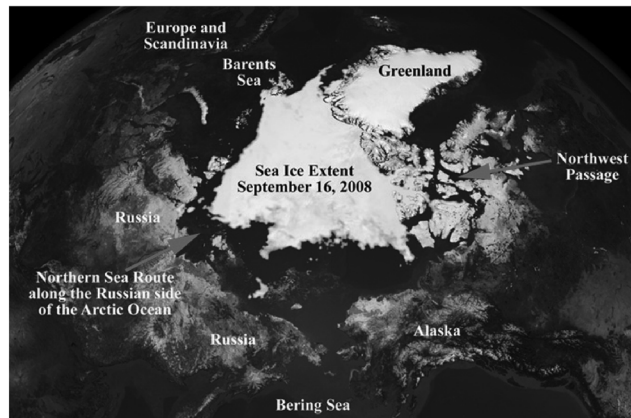 Europe and
Scandinavia
Barents
Sea
Greenland
Sea Ice Extent
September 16, 2008
Northwest
Passage
Russia
Northern Sea Route
along the Russian side
of the Arctic Ocean
Russia
Alaska
Bering Sea